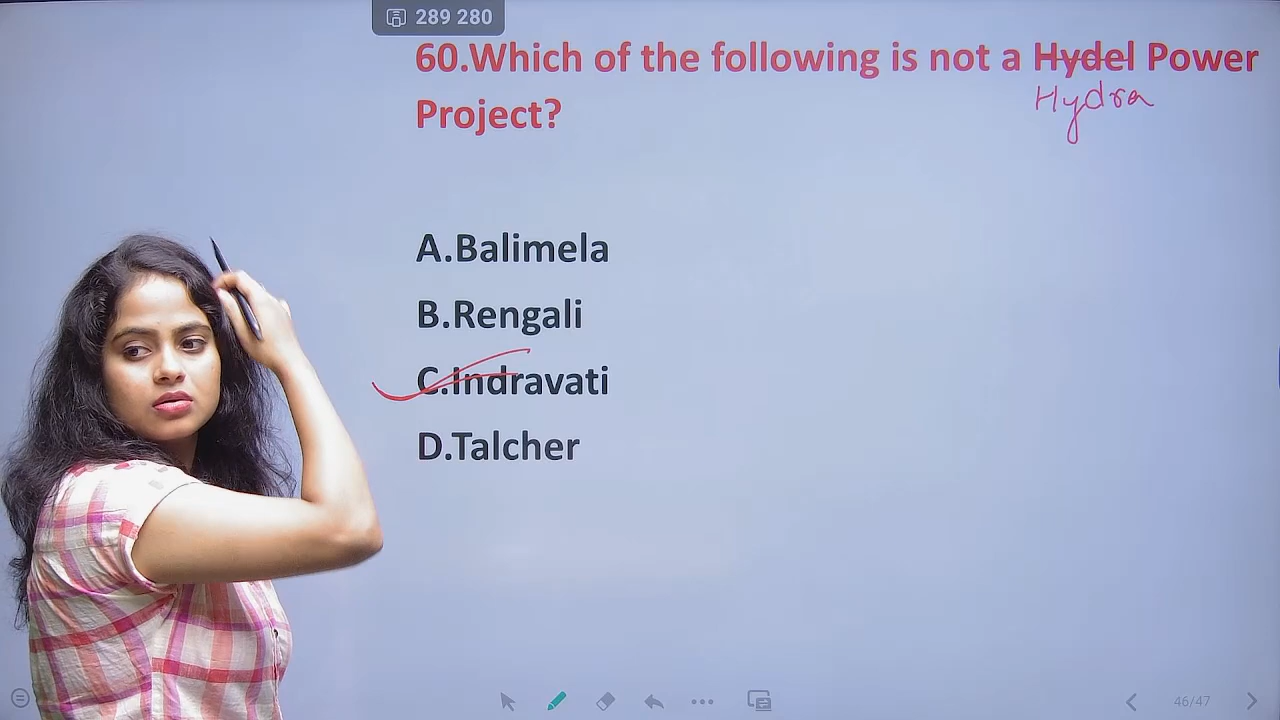 289 280
60.Which of the following is not a Hydel Power
Hydra
Project?
A.Balimela
B.Rengali
C.Indravati
D.Talcher
46/47